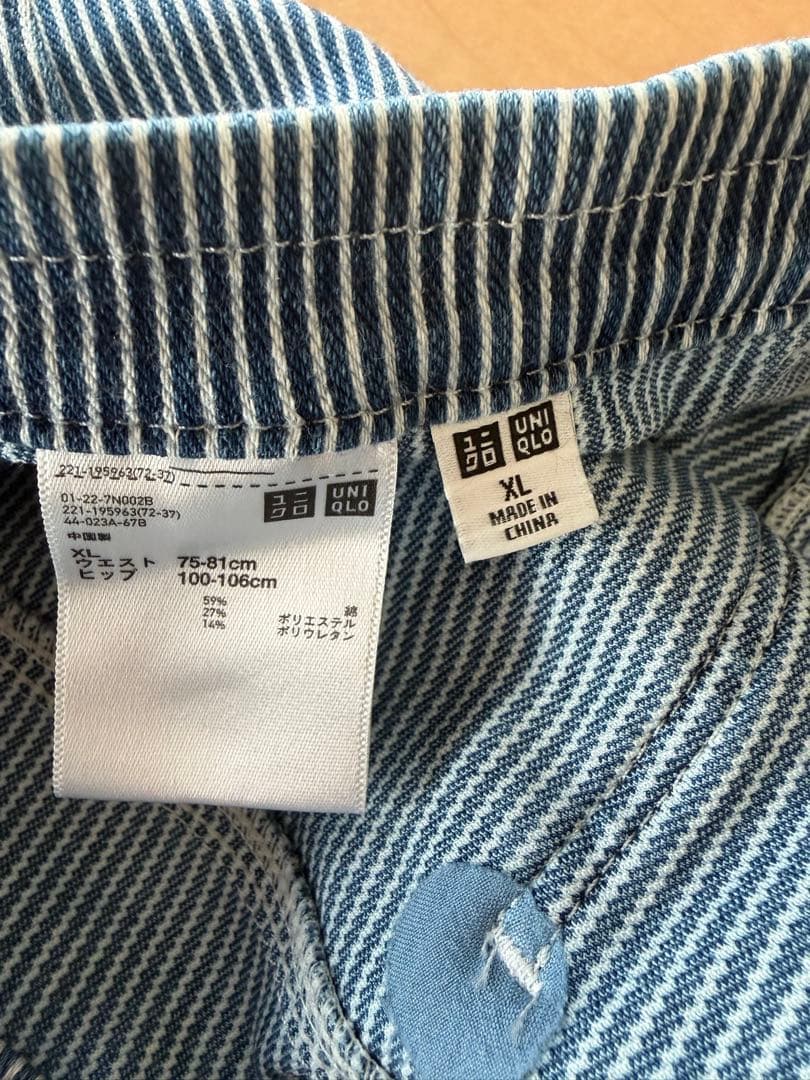 221-195963(72-37)
01-22-7N002B
221-195963(72-37)
44-023A-67B
ユニクロ
UNIQLO
中国製
XL
ウエスト 75-81cm
ヒップ 100-106cm
59% 綿
27% ポリエステル
14% ポリウレタン
ユニクロ
UNIQLO
XL
MADE IN
CHINA